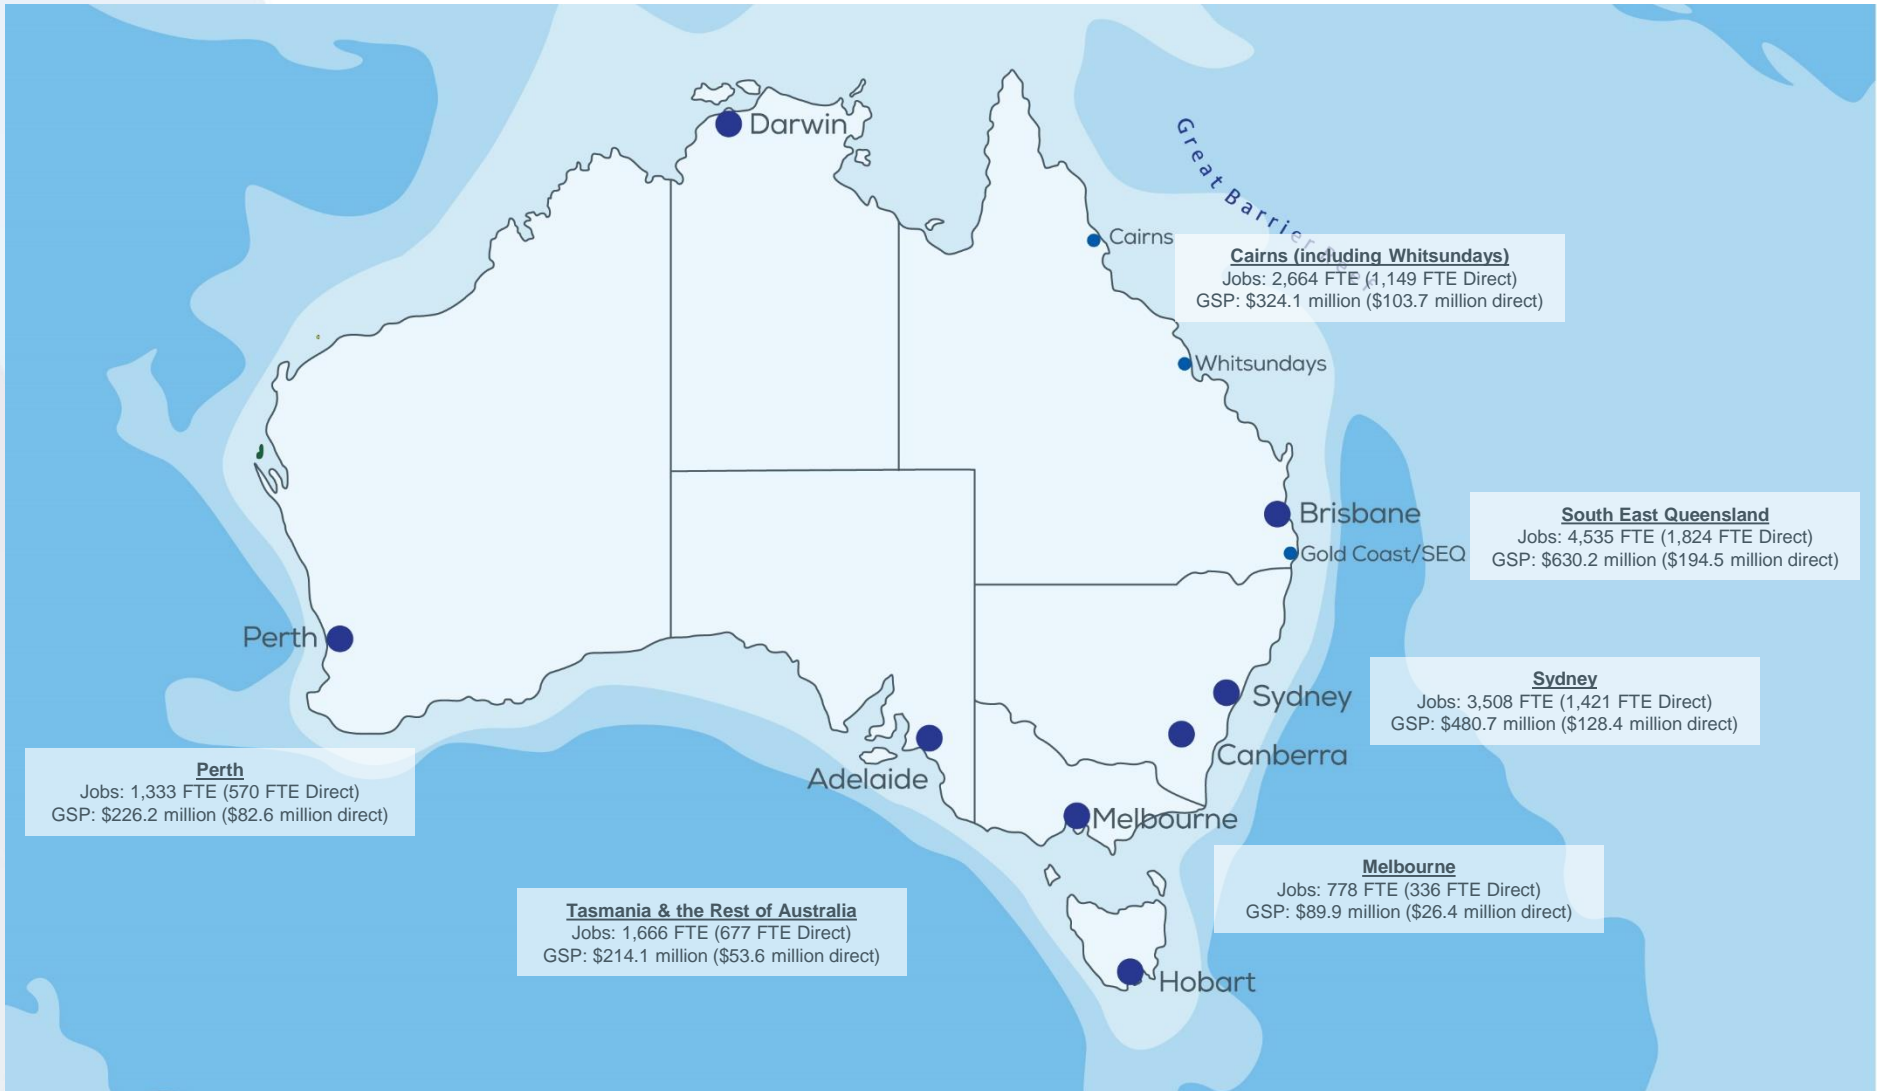 Darwin
Great Barrier Reef
Cairns
Cairns (including Whitsundays)
Jobs: 2,664 FTE (1,149 FTE Direct)
GSP: $324.1 million ($103.7 million direct)
Whitsundays
Brisbane
Gold Coast/SEQ
South East Queensland
Jobs: 4,535 FTE (1,824 FTE Direct)
GSP: $630.2 million ($194.5 million direct)
Perth
Sydney
Sydney
Jobs: 3,508 FTE (1,421 FTE Direct)
GSP: $480.7 million ($128.4 million direct)
Canberra
Adelaide
Perth
Jobs: 1,333 FTE (570 FTE Direct)
GSP: $226.2 million ($82.6 million direct)
Melbourne
Melbourne
Jobs: 778 FTE (336 FTE Direct)
GSP: $89.9 million ($26.4 million direct)
Tasmania & the Rest of Australia
Jobs: 1,666 FTE (677 FTE Direct)
GSP: $214.1 million ($53.6 million direct)
Hobart